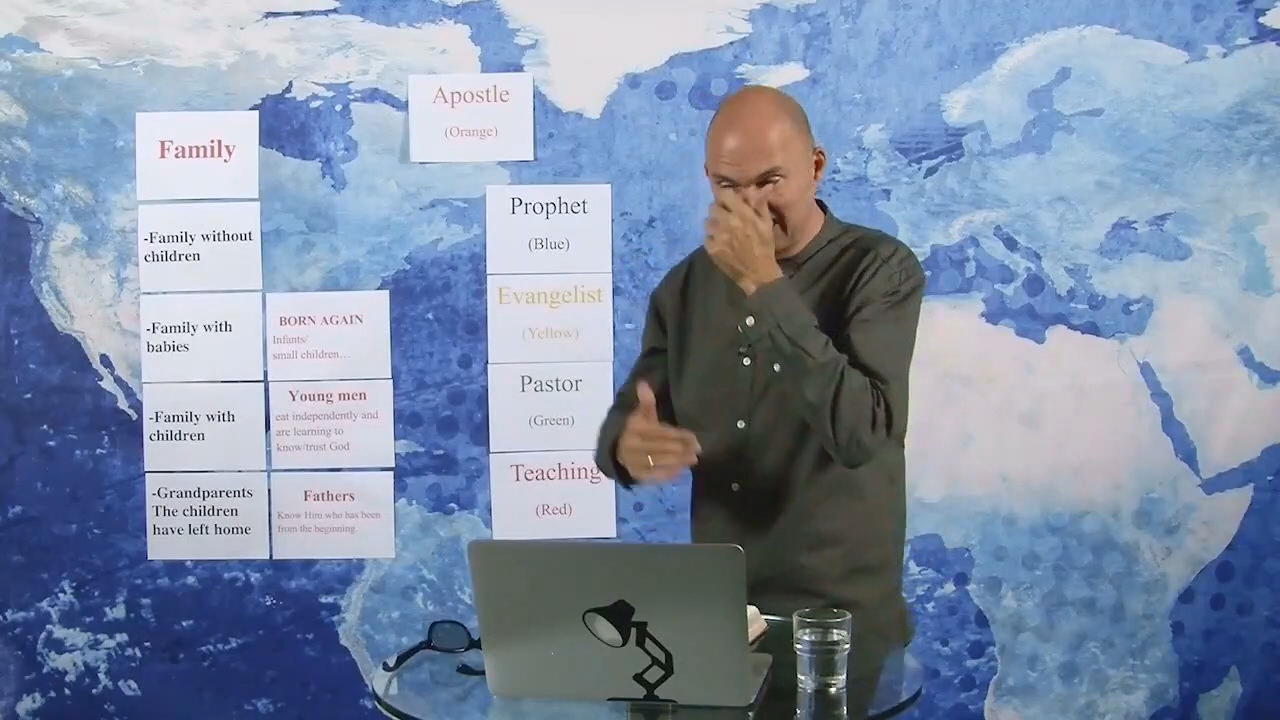 Family
-Family without
children
-Family with
babies
-Family with
children
-Grandparents
The children
have left home
BORN AGAIN
Infants/
small children…
Young men
eat independently and
are learning to
know/trust God
Fathers
Know Him who has been
from the beginning.
Apostle
(Orange)
Prophet
(Blue)
Evangelist
(Yellow)
Pastor
(Green)
Teaching
(Red)